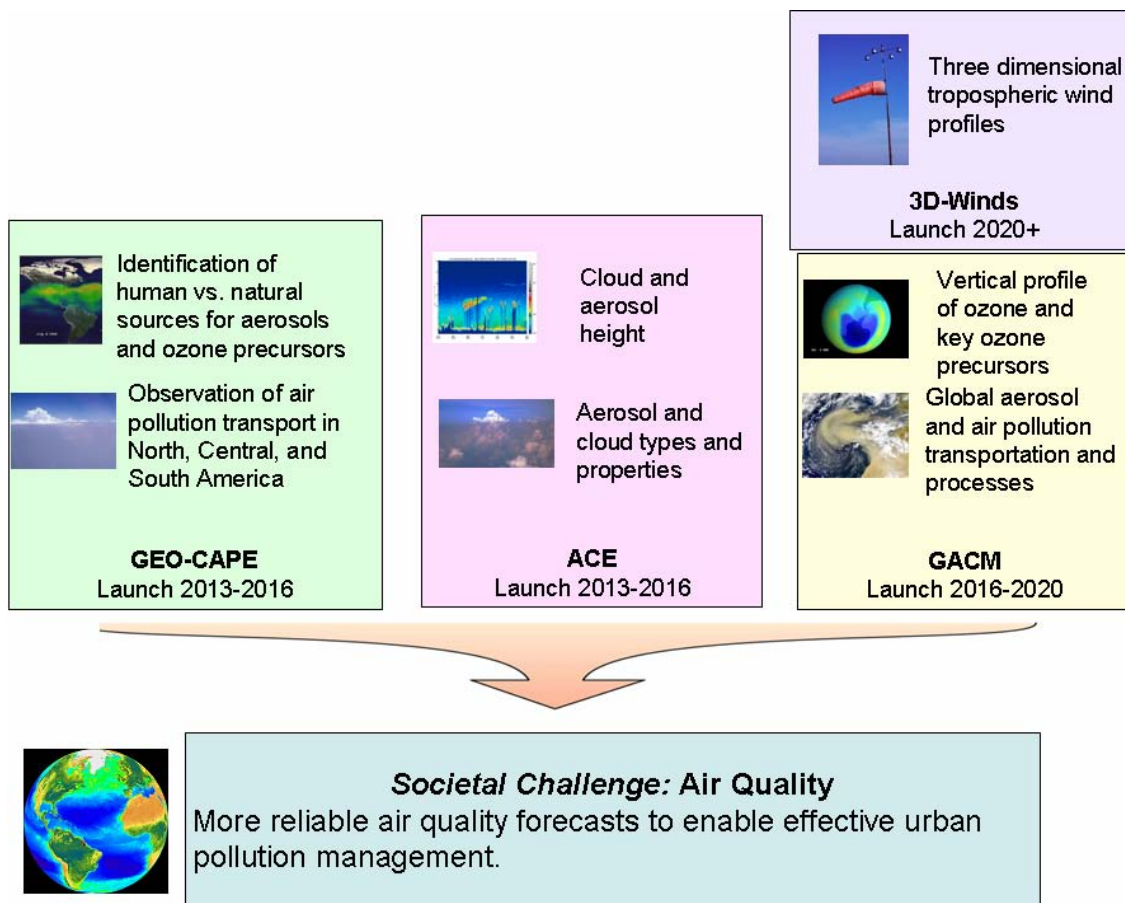 Three dimensional
tropospheric wind
profiles
3D-Winds
Launch 2020+
Identification of
human vs. natural
sources for aerosols
and ozone precursors
Observation of air
pollution transport in
North, Central, and
South America
GEO-CAPE
Launch 2013-2016
Cloud and
aerosol
height
Aerosol and
cloud types and
properties
ACE
Launch 2013-2016
Vertical profile
of ozone and
key ozone
precursors
Global aerosol
and air pollution
transportation and
processes
GACM
Launch 2016-2020
Societal Challenge: Air Quality
More reliable air quality forecasts to enable effective urban
pollution management.